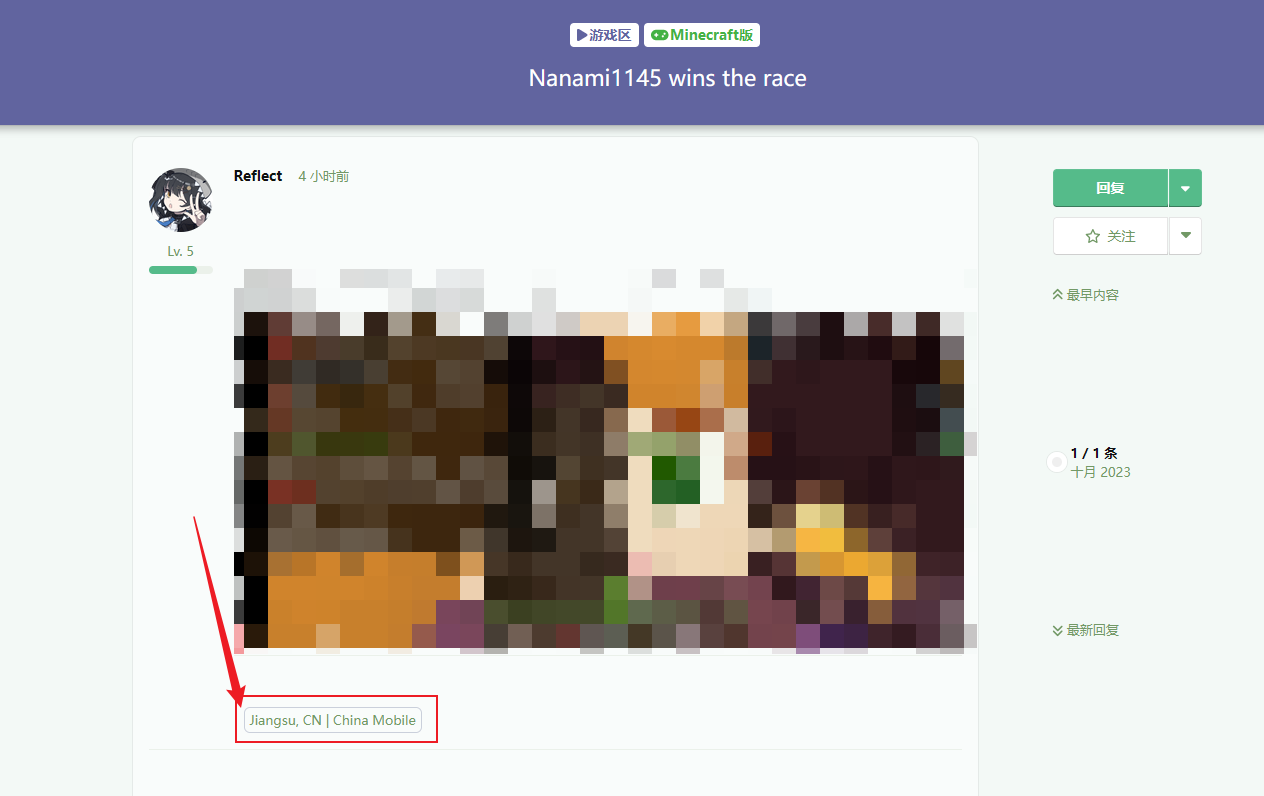 游戏区 Minecraft版
Nanami1145 wins the race
Reflect 4 小时前
Lv. 5
回复
关注
最早内容
1 / 1 条
十月 2023
最新回复
Jiangsu, CN | China Mobile